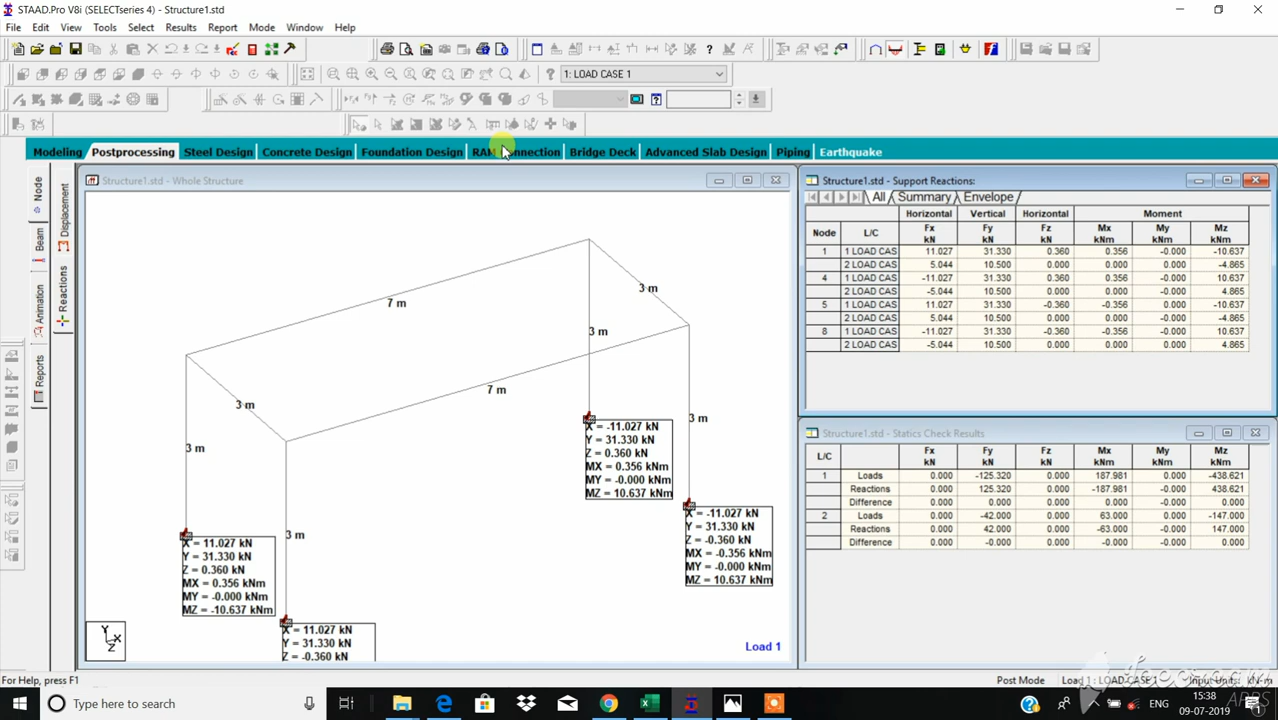 STAAD.Pro V8i (SELECTseries 4) - Structure1.std
File Edit View Tools Select Results Report Mode Window Help
1: LOAD CASE 1
Modeling Postprocessing Steel Design Concrete Design Foundation Design RAM Connection Bridge Deck Advanced Slab Design Piping Earthquake
Node
Beam
Animation
Reports
Displacement
Reactions
Structure1.std - Whole Structure
7 m
3 m
3 m
7 m
3 m
3 m
3 m
3 m
X = -11.027 kN
Y = 31.330 kN
Z = 0.360 kN
MX = 0.356 kNm
MY = -0.000 kNm
MZ = 10.637 kNm
X = -11.027 kN
Y = 31.330 kN
Z = -0.360 kN
MX = -0.356 kNm
MY = -0.000 kNm
MZ = 10.637 kNm
X = 11.027 kN
Y = 31.330 kN
Z = 0.360 kN
MX = 0.356 kNm
MY = -0.000 kNm
MZ = -10.637 kNm
X = 11.027 kN
Y = 31.330 kN
Z = -0.360 kN
Y
X
Z
Load 1
Structure1.std - Support Reactions:
All Summary Envelope
Horizontal Vertical Horizontal Moment
Node L/C Fx kN Fy kN Fz kN Mx kNm My kNm Mz kNm
1 1 LOAD CAS 11.027 31.330 0.360 0.356 -0.000 -10.637
2 LOAD CAS 5.044 10.500 0.000 0.000 0.000 -4.865
4 1 LOAD CAS -11.027 31.330 0.360 0.356 -0.000 10.637
2 LOAD CAS -5.044 10.500 0.000 0.000 0.000 4.865
5 1 LOAD CAS 11.027 31.330 -0.360 -0.356 -0.000 -10.637
2 LOAD CAS 5.044 10.500 0.000 0.000 0.000 -4.865
8 1 LOAD CAS -11.027 31.330 -0.360 -0.356 -0.000 10.637
2 LOAD CAS -5.044 10.500 0.000 0.000 0.000 4.865
Structure1.std - Statics Check Results
L/C Fx kN Fy kN Fz kN Mx kNm My kNm Mz kNm
1 Loads 0.000 -125.320 0.000 187.981 0.000 -438.621
Reactions 0.000 125.320 0.000 -187.981 -0.000 438.621
Difference 0.000 0.000 0.000 0.000 -0.000 0.000
2 Loads 0.000 -42.000 0.000 63.000 0.000 -147.000
Reactions 0.000 42.000 0.000 -63.000 -0.000 147.000
Difference 0.000 -0.000 0.000 -0.000 -0.000 0.000
For Help, press F1
Post Mode Load 1 : LOAD CASE 1 Input Units: kN-m
Type here to search
ENG
15:38
09-07-2019